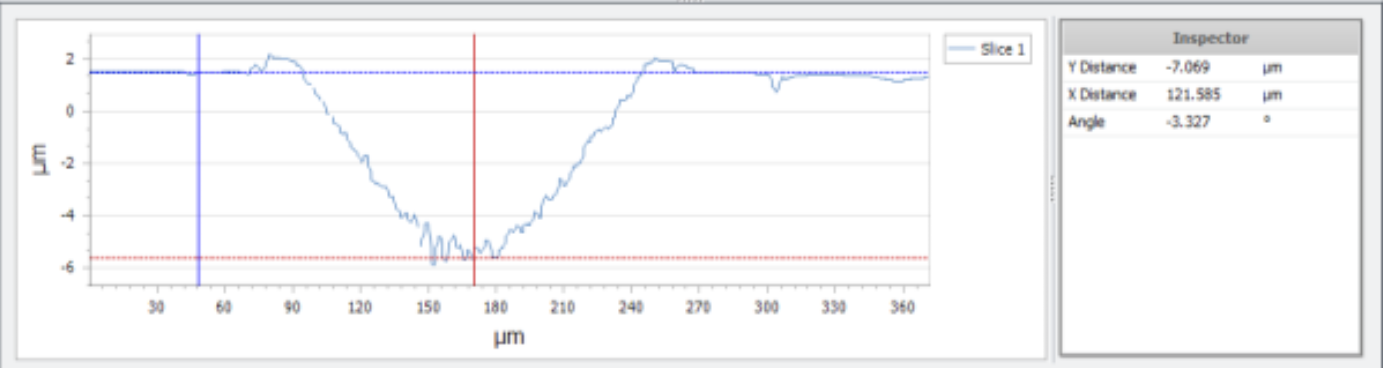 2
0
-2
-4
-6
µm
30 60 90 120 150 180 210 240 270 300 330 360
µm
Slice 1
Inspector
Y Distance -7.069 µm
X Distance 121.585 µm
Angle -3.327 °